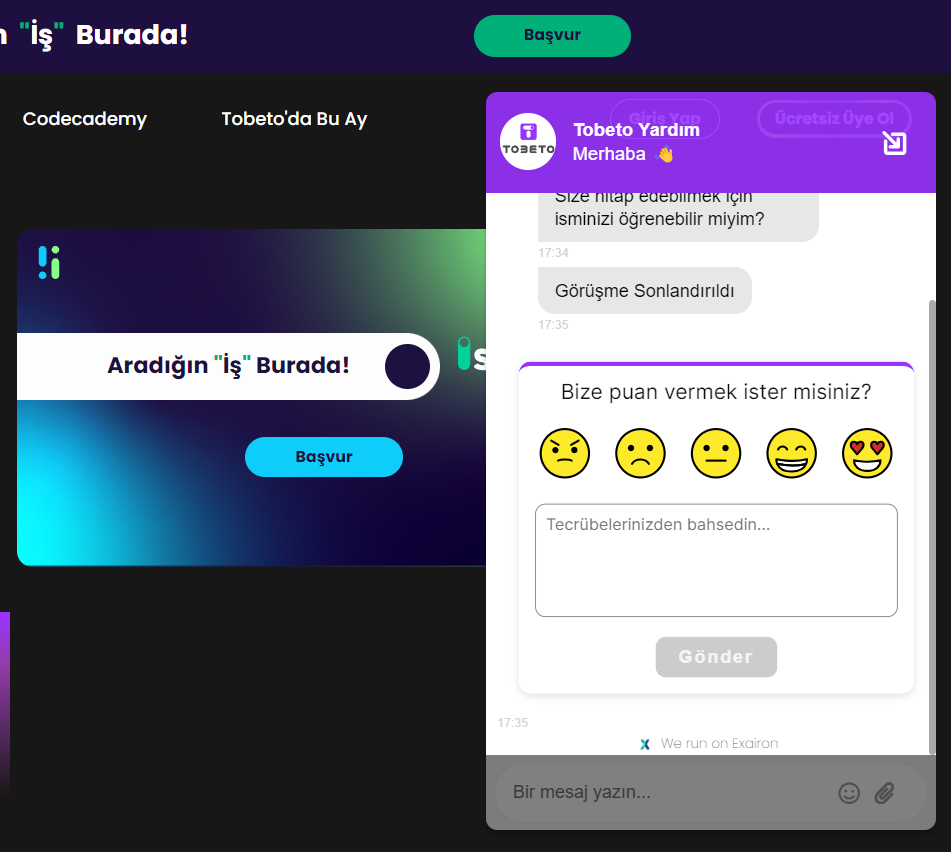 "İş" Burada!
Başvur
Codecademy
Tobeto'da Bu Ay
Giriş Yap
Ücretsiz Üye Ol
TOBETO
Tobeto Yardım
Merhaba 👋
Size hitap edebilmek için
isminizi öğrenebilir miyim?
17:34
Görüşme Sonlandırıldı
17:35
Aradığın "İş" Burada!
Başvur
Bize puan vermek ister misiniz?
Tecrübelerinizden bahsedin...
Gönder
17:35
We run on Exairon
Bir mesaj yazın...